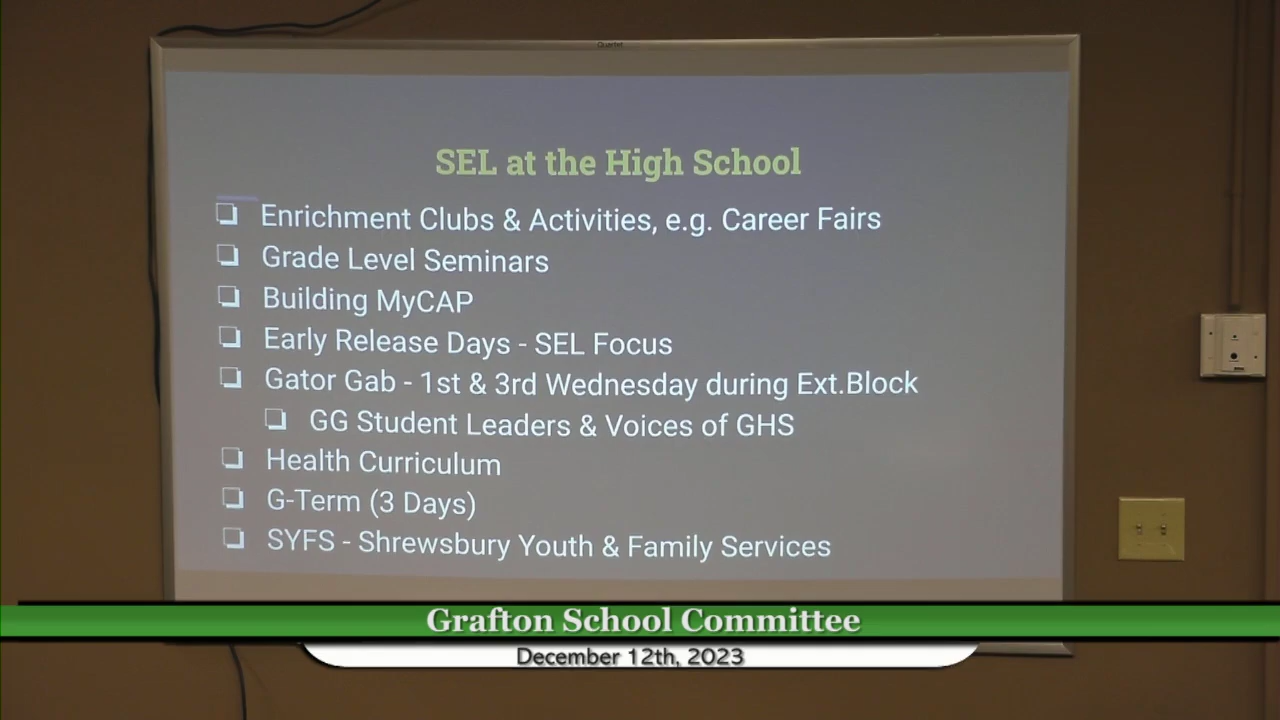 Quartet
SEL at the High School
Enrichment Clubs & Activities, e.g. Career Fairs
Grade Level Seminars
Building MyCAP
Early Release Days - SEL Focus
Gator Gab - 1st & 3rd Wednesday during Ext.Block
GG Student Leaders & Voices of GHS
Health Curriculum
G-Term (3 Days)
SYFS - Shrewsbury Youth & Family Services
Grafton School Committee
December 12th, 2023